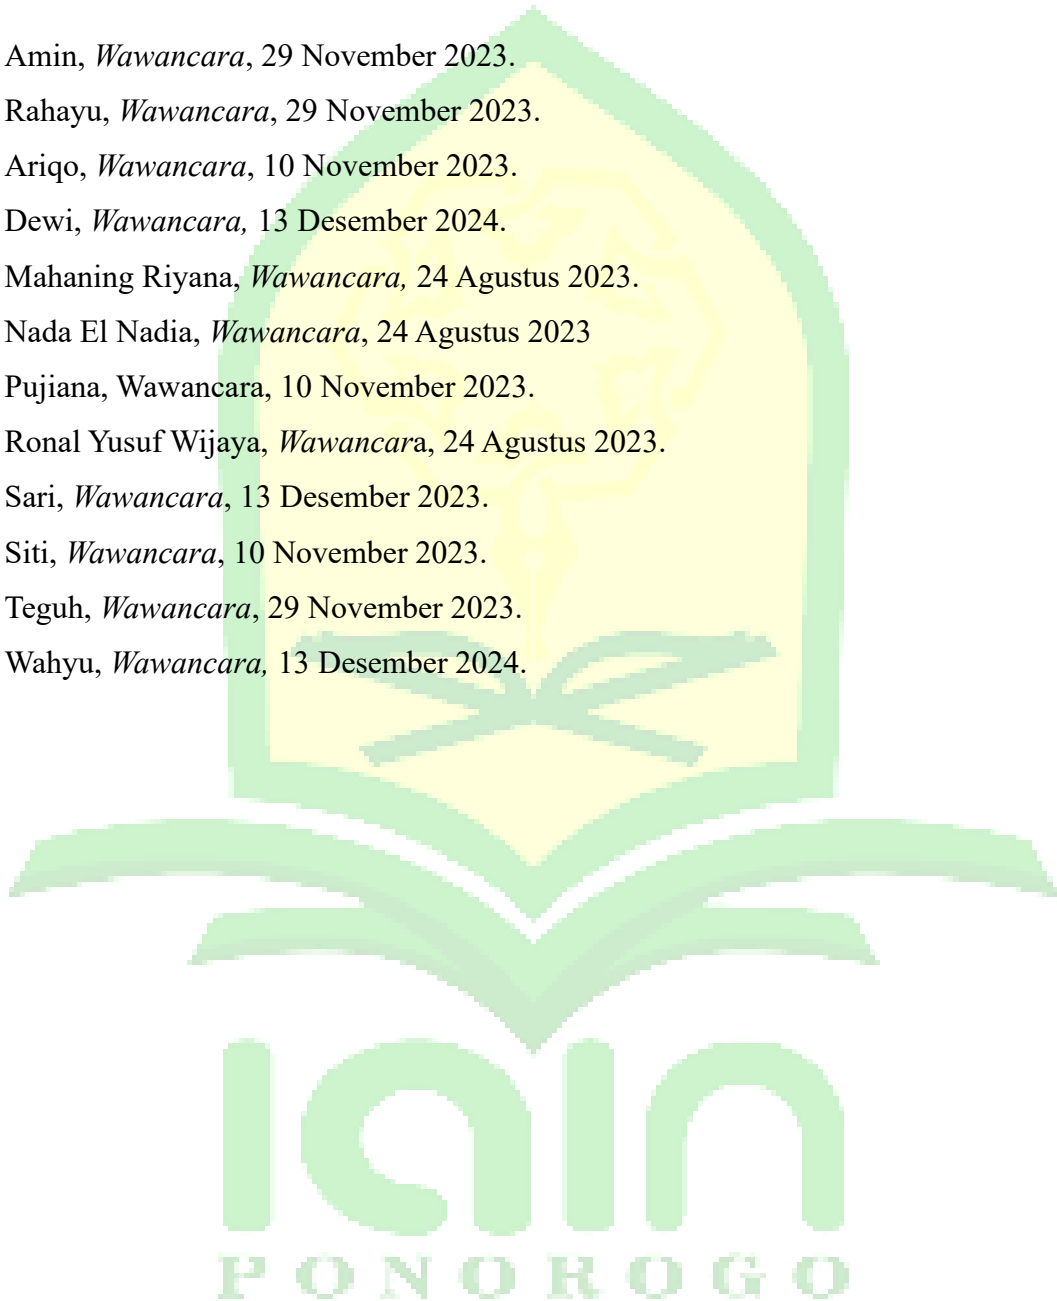 Amin, Wawancara, 29 November 2023.
Rahayu, Wawancara, 29 November 2023.
Ariqo, Wawancara, 10 November 2023.
Dewi, Wawancara, 13 Desember 2024.
Mahaning Riyana, Wawancara, 24 Agustus 2023.
Nada El Nadia, Wawancara, 24 Agustus 2023
Pujiana, Wawancara, 10 November 2023.
Ronal Yusuf Wijaya, Wawancara, 24 Agustus 2023.
Sari, Wawancara, 13 Desember 2023.
Siti, Wawancara, 10 November 2023.
Teguh, Wawancara, 29 November 2023.
Wahyu, Wawancara, 13 Desember 2024.
IAIN
PONOROGO